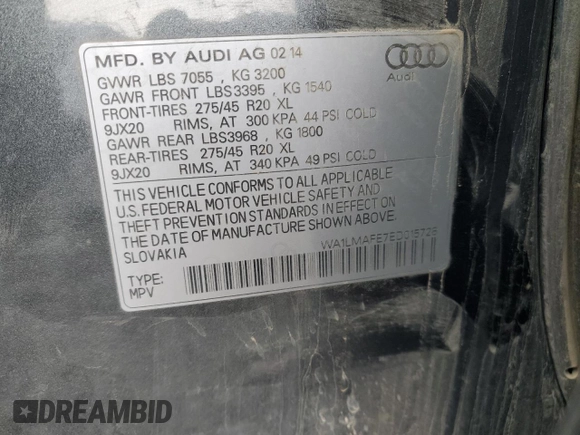 MFD. BY AUDI AG 02.14
GVWR LBS 7055 , KG 3200
GAWR FRONT LBS3395 , KG 1540
FRONT-TIRES 275/45 R20 XL
9JX20 RIMS, AT 300 KPA 44 PSI COLD
GAWR REAR LBS3968 , KG 1800
REAR-TIRES 275/45 R20 XL
9JX20 RIMS, AT 340 KPA 49 PSI COLD
THIS VEHICLE CONFORMS TO ALL APPLICABLE
U.S. FEDERAL MOTOR VEHICLE SAFETY AND
THEFT PREVENTION STANDARDS IN EFFECT ON
THE DATE OF MANUFACTURE SHOWN ABOVE.
SLOVAKIA
TYPE:
MPV
Audi
DREAMBID